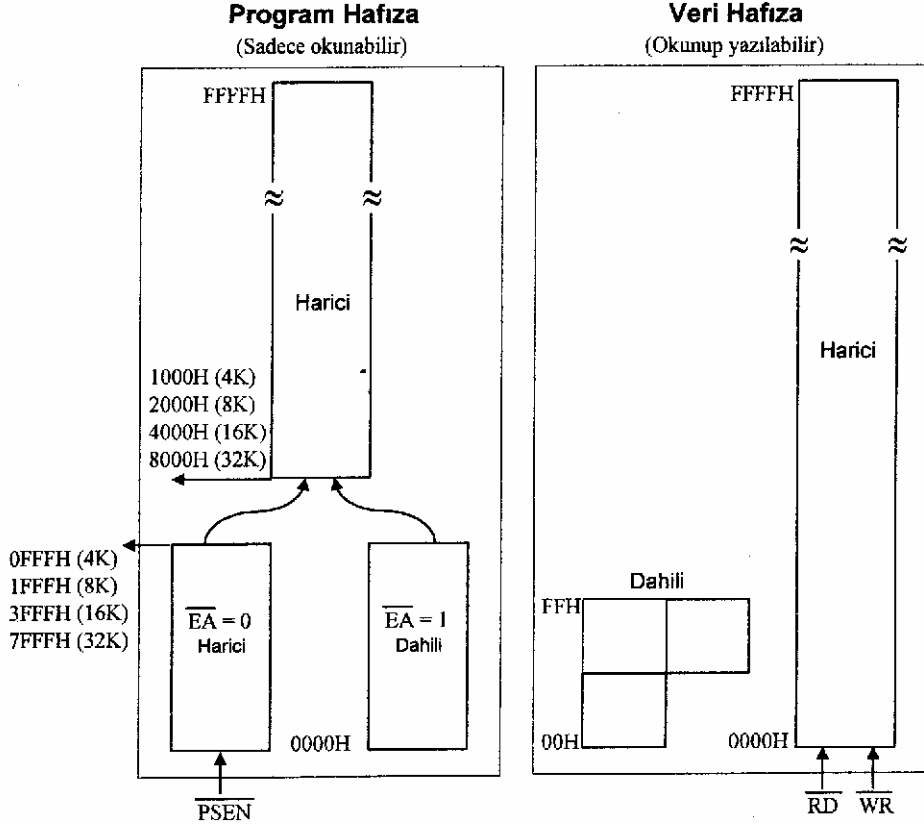 Program Hafıza
(Sadece okunabilir)
FFFFH
Harici
1000H (4K)
2000H (8K)
4000H (16K)
8000H (32K)
0FFFH (4K)
1FFFH (8K)
3FFFH (16K)
7FFFH (32K)
EA = 0
Harici
EA = 1
Dahili
0000H
PSEN
Veri Hafıza
(Okunup yazılabilir)
FFFFH
Harici
Dahili
FFH
00H
0000H
RD
WR